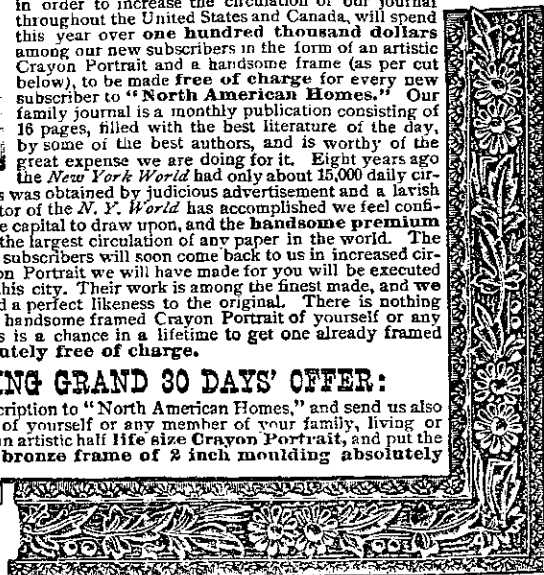 in order to increase the circulation of our journal
throughout the United States and Canada, will spend
this year over one hundred thousand dollars
among our new subscribers in the form of an artistic
Crayon Portrait and a handsome frame (as per cut
below), to be made free of charge for every new
subscriber to "North American Homes." Our
family journal is a monthly publication consisting of
16 pages, filled with the best literature of the day,
by some of the best authors, and is worthy of the
great expense we are doing for it. Eight years ago
the New York World had only about 15,000 daily cir-
s was obtained by judicious advertisement and a lavish
tor of the N. Y. World has accomplished we feel confi-
e capital to draw upon, and the handsome premium
the largest circulation of any paper in the world. The
subscribers will soon come back to us in increased cir-
on Portrait we will have made for you will be executed
his city. Their work is among the finest made, and we
d a perfect likeness to the original. There is nothing
handsome framed Crayon Portrait of yourself or any
s is a chance in a lifetime to get one already framed
utely free of charge.
NG GRAND 30 DAYS' OFFER:
cription to "North American Homes," and send us also
of yourself or any member of your family, living or
n artistic half life size Crayon Portrait, and put the
bronze frame of 2 inch moulding absolutely